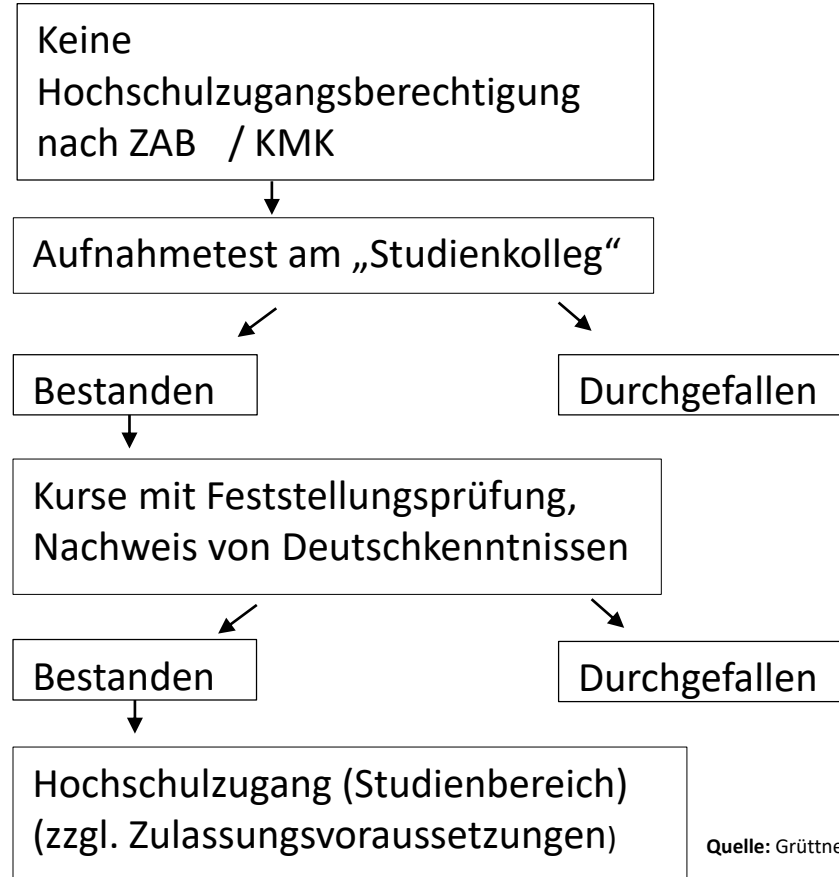 Keine
Hochschulzugangsberechtigung
nach ZAB / KMK
Aufnahmetest am „Studienkolleg“
Bestanden
Durchgefallen
Kurse mit Feststellungsprüfung,
Nachweis von Deutschkenntnissen
Bestanden
Durchgefallen
Hochschulzugang (Studienbereich)
(zzgl. Zulassungsvoraussetzungen)
Quelle: